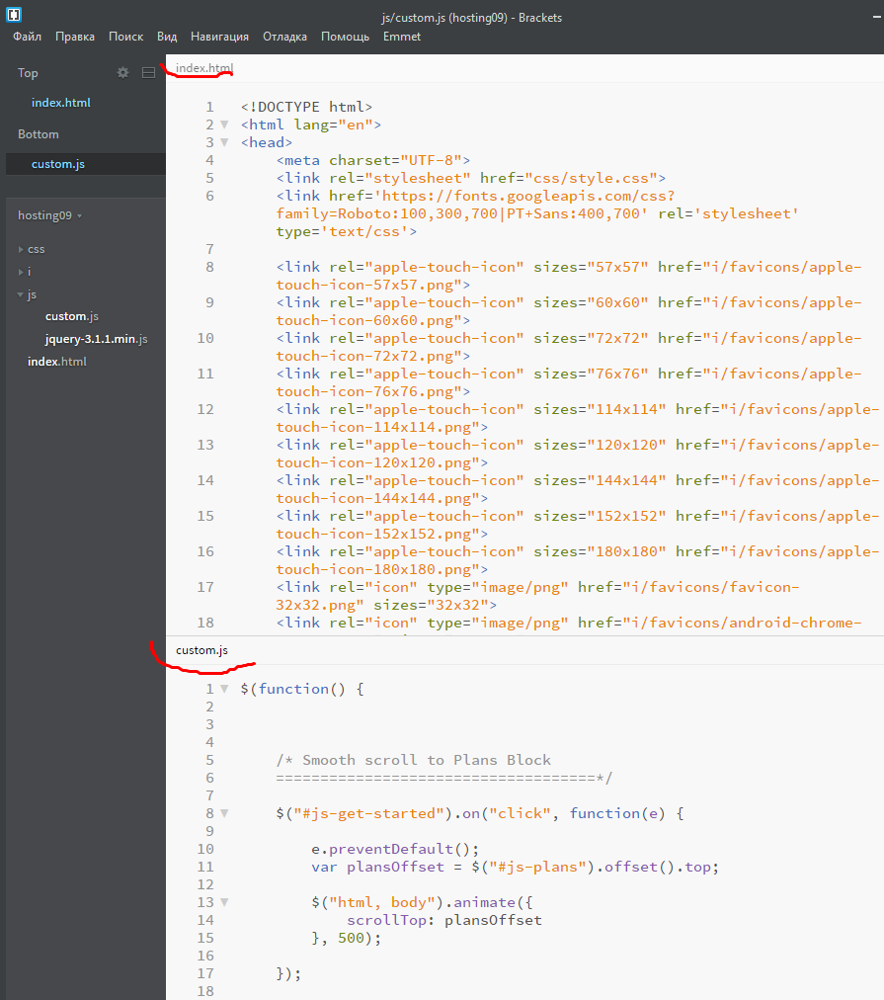 js/custom.js (hosting09) - Brackets
Файл Правка Поиск Вид Навигация Отладка Помощь Emmet
Top
index.html
Bottom
custom.js
hosting09
css
i
js
custom.js
jquery-3.1.1.min.js
index.html
index.html
1 <!DOCTYPE html>
2 <html lang="en">
3 <head>
4 <meta charset="UTF-8">
5 <link rel="stylesheet" href="css/style.css">
6 <link href='https://fonts.googleapis.com/css?
family=Roboto:100,300,700|PT+Sans:400,700' rel='stylesheet'
type='text/css'>
7
8 <link rel="apple-touch-icon" sizes="57x57" href="i/favicons/apple-
touch-icon-57x57.png">
9 <link rel="apple-touch-icon" sizes="60x60" href="i/favicons/apple-
touch-icon-60x60.png">
10 <link rel="apple-touch-icon" sizes="72x72" href="i/favicons/apple-
touch-icon-72x72.png">
11 <link rel="apple-touch-icon" sizes="76x76" href="i/favicons/apple-
touch-icon-76x76.png">
12 <link rel="apple-touch-icon" sizes="114x114" href="i/favicons/apple-
touch-icon-114x114.png">
13 <link rel="apple-touch-icon" sizes="120x120" href="i/favicons/apple-
touch-icon-120x120.png">
14 <link rel="apple-touch-icon" sizes="144x144" href="i/favicons/apple-
touch-icon-144x144.png">
15 <link rel="apple-touch-icon" sizes="152x152" href="i/favicons/apple-
touch-icon-152x152.png">
16 <link rel="apple-touch-icon" sizes="180x180" href="i/favicons/apple-
touch-icon-180x180.png">
17 <link rel="icon" type="image/png" href="i/favicons/favicon-
32x32.png" sizes="32x32">
18 <link rel="icon" type="image/png" href="i/favicons/android-chrome-
custom.js
1 $(function() {
2
3
4
5 /* Smooth scroll to Plans Block
6 ====================================*/
7
8 $("#js-get-started").on("click", function(e) {
9
10 e.preventDefault();
11 var plansOffset = $("#js-plans").offset().top;
12
13 $("html, body").animate({
14 scrollTop: plansOffset
15 }, 500);
16
17 });
18